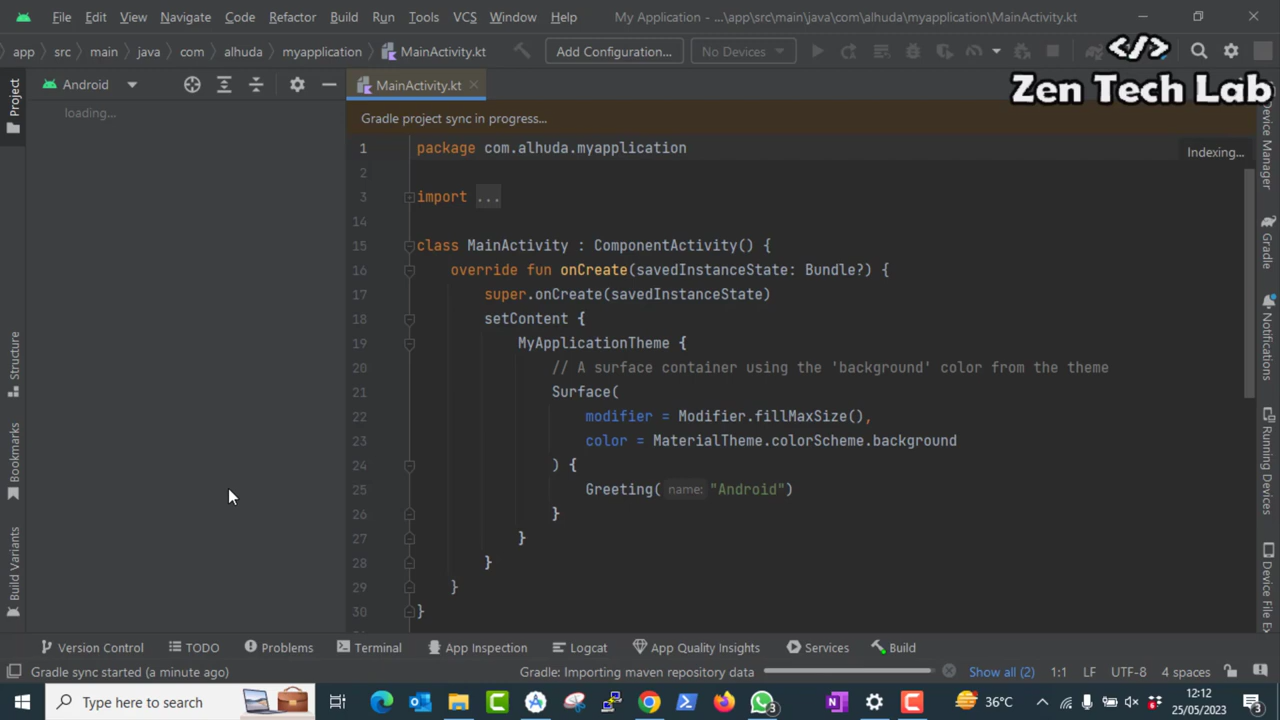 File Edit View Navigate Code Refactor Build Run Tools VCS Window Help My Application - ...\app\src\main\java\com\alhuda\myapplication\MainActivity.kt
app src main java com alhuda myapplication MainActivity.kt Add Configuration... No Devices
</>
Zen Tech Lab
Android
MainActivity.kt
loading...
Gradle project sync in progress...
Indexing...
1 package com.alhuda.myapplication
2
3 import ...
14
15 class MainActivity : ComponentActivity() {
16 override fun onCreate(savedInstanceState: Bundle?) {
17 super.onCreate(savedInstanceState)
18 setContent {
19 MyApplicationTheme {
20 // A surface container using the 'background' color from the theme
21 Surface(
22 modifier = Modifier.fillMaxSize(),
23 color = MaterialTheme.colorScheme.background
24 ) {
25 Greeting( name: "Android")
26 }
27 }
28 }
29 }
30 }
Project
Structure
Bookmarks
Build Variants
Device Manager
Gradle
Notifications
Running Devices
Device File E
Version Control TODO Problems Terminal App Inspection Logcat App Quality Insights Services Build
Gradle sync started (a minute ago) Gradle: Importing maven repository data Show all (2) 1:1 LF UTF-8 4 spaces
Type here to search
3
36°C
6
12:12
25/05/2023
3